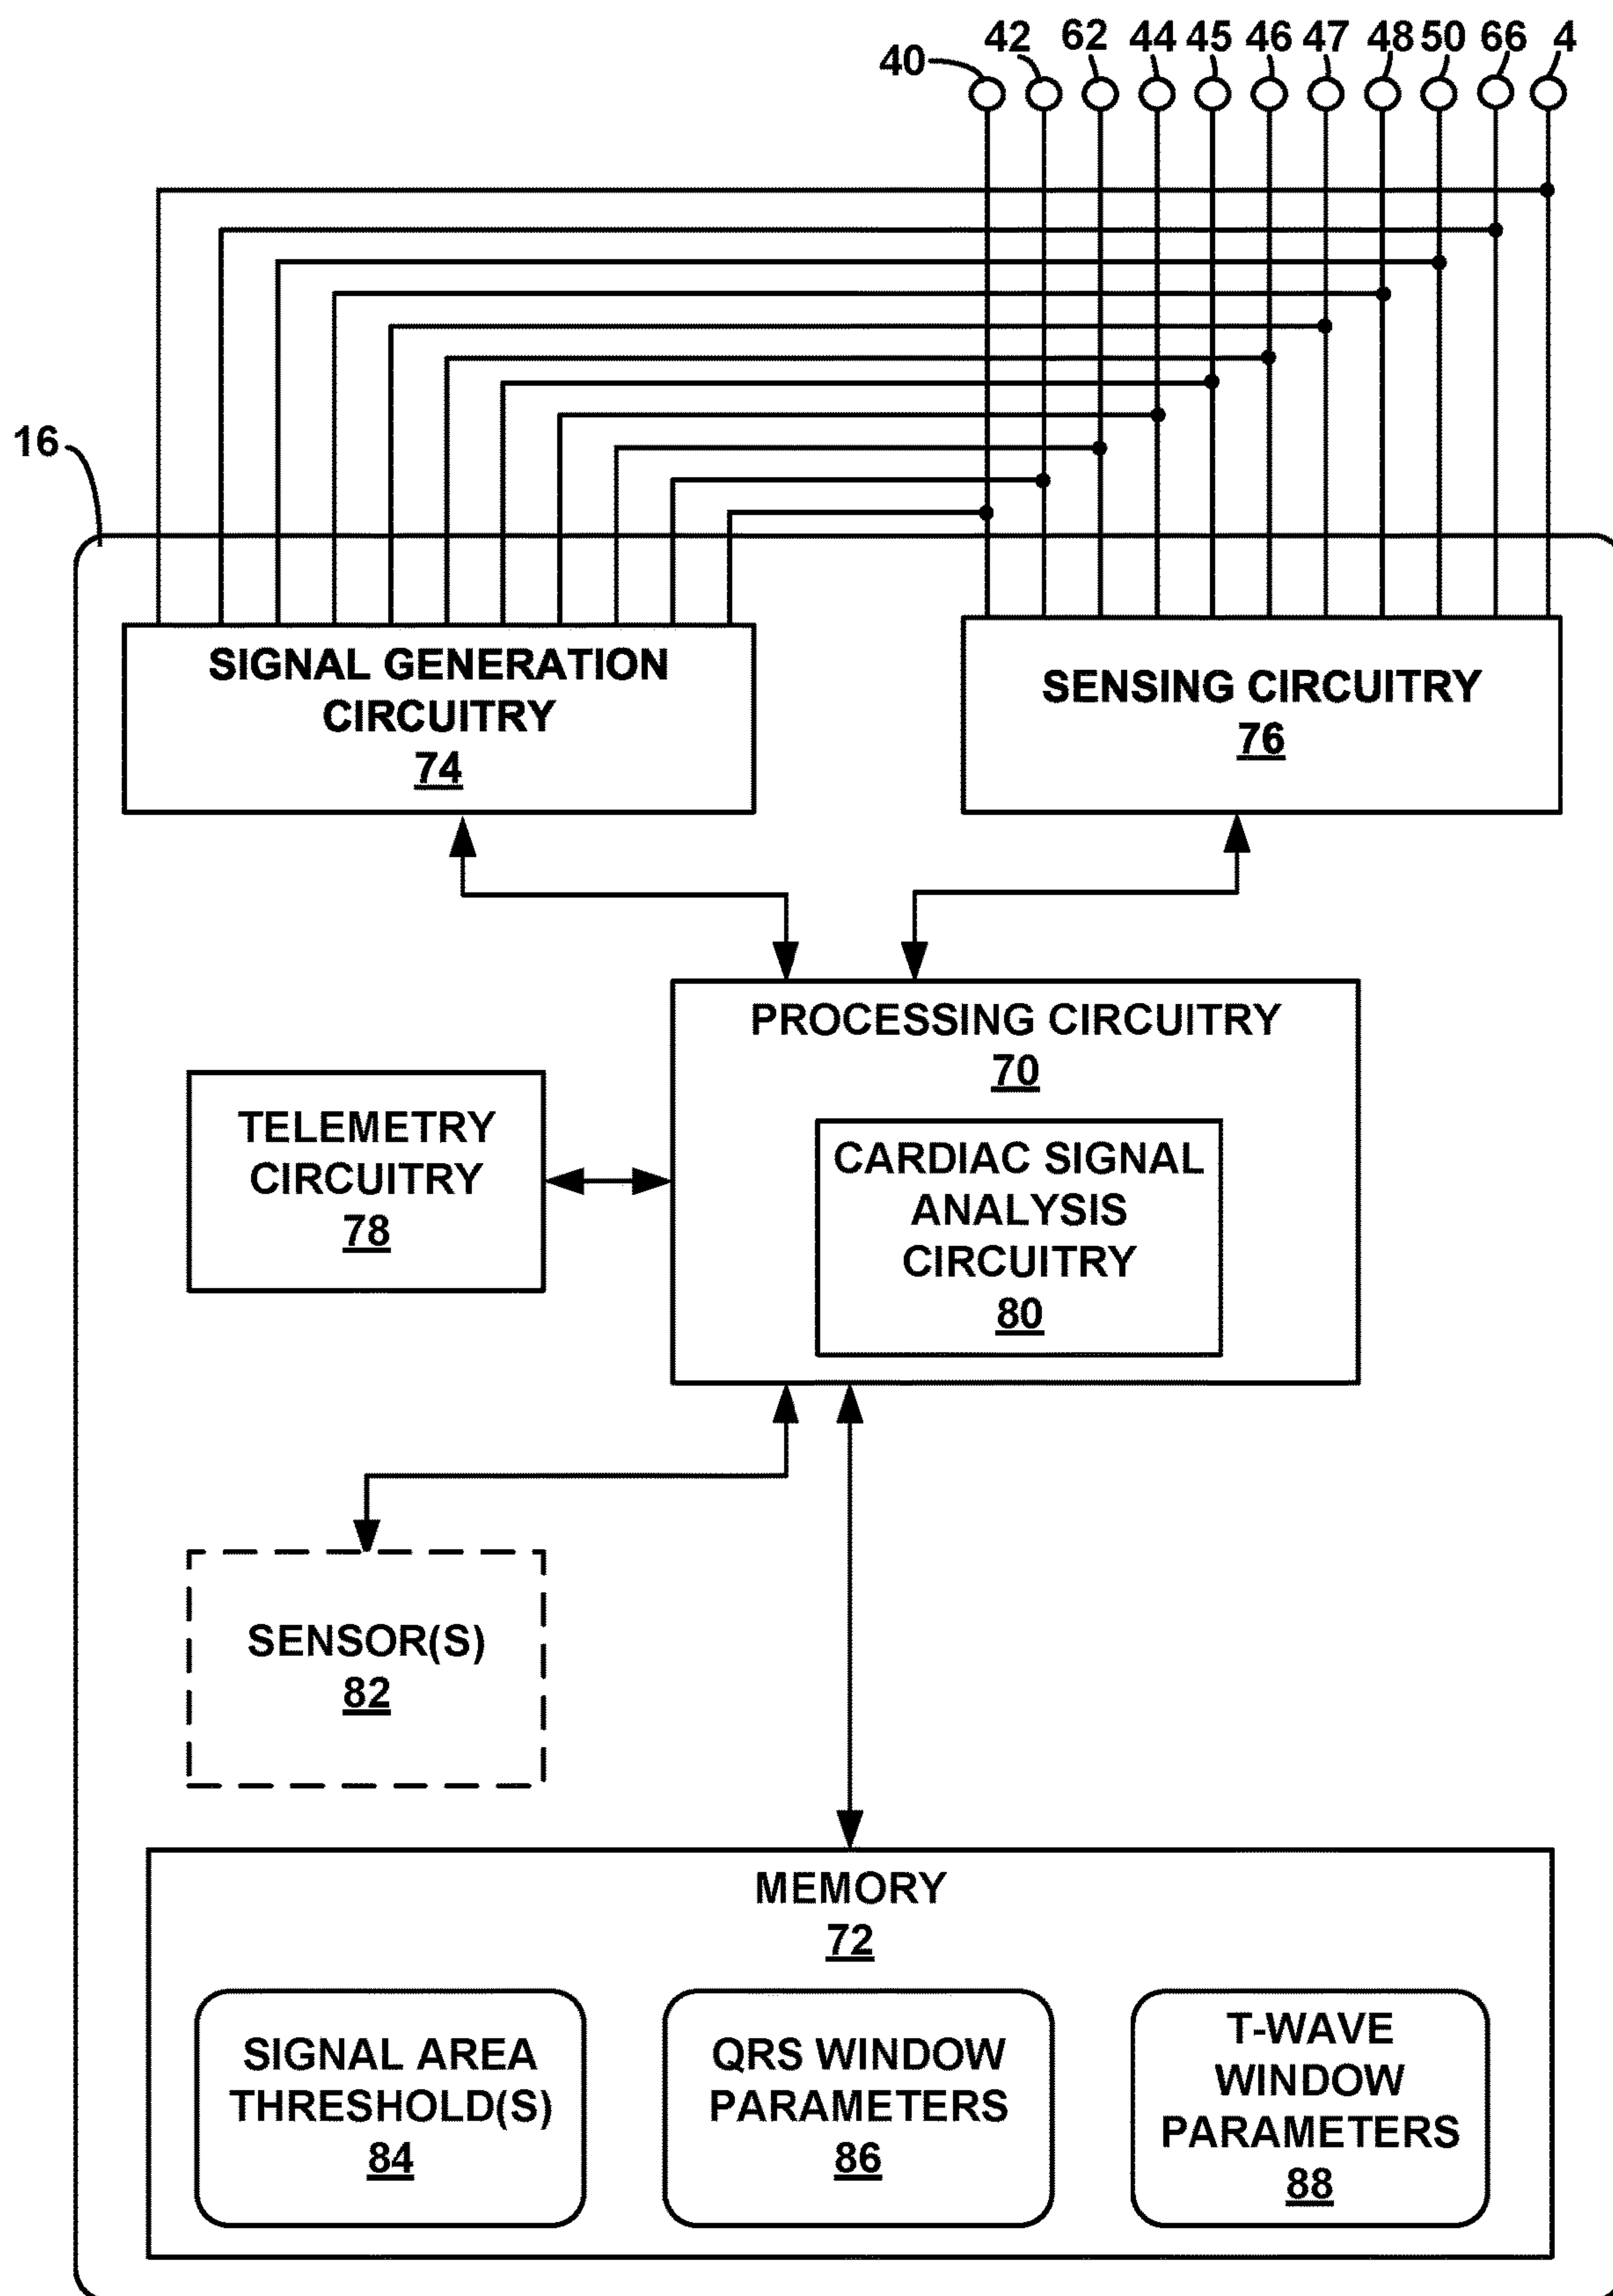 40 42 62 44 45 46 47 48 50 66 4
16
SIGNAL GENERATION
CIRCUITRY
74
SENSING CIRCUITRY
76
PROCESSING CIRCUITRY
70
TELEMETRY
CIRCUITRY
78
CARDIAC SIGNAL
ANALYSIS
CIRCUITRY
80
SENSOR(S)
82
MEMORY
72
SIGNAL AREA
THRESHOLD(S)
84
QRS WINDOW
PARAMETERS
86
T-WAVE
WINDOW
PARAMETERS
88